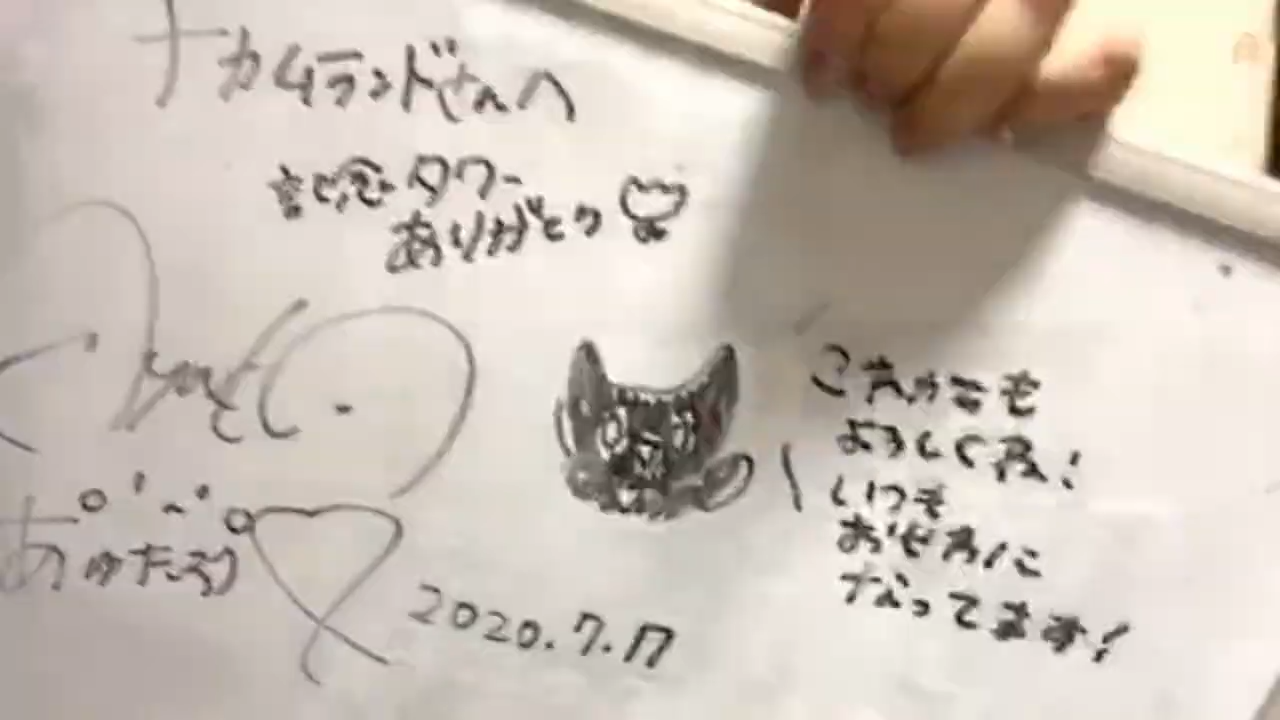 ナカムランドさんへ
記念タワー
ありがとう
これからも
よろしくね!
いつも
おせわに
なってます!
2020.7.17